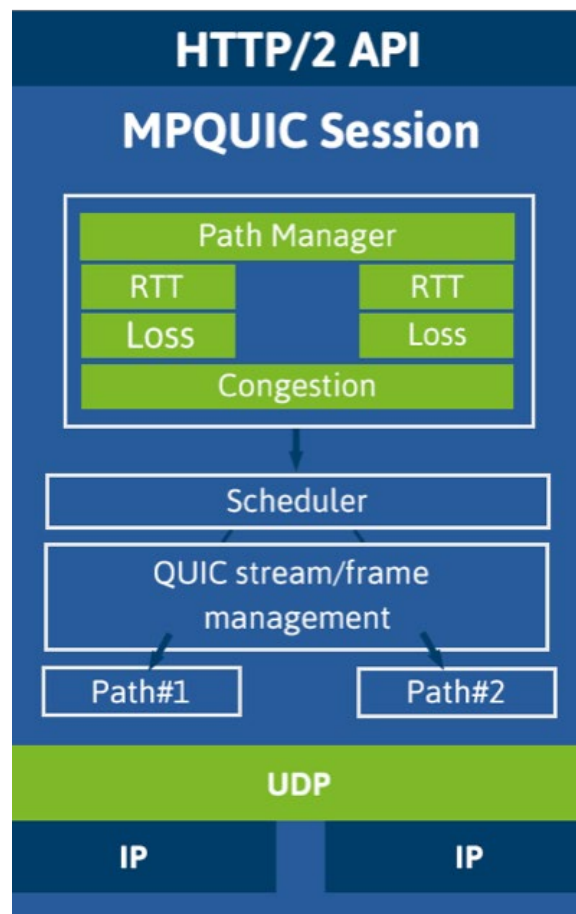 HTTP/2 API
MPQUIC Session
Path Manager
RTT
RTT
Loss
Loss
Congestion
Scheduler
QUIC stream/frame
management
Path#1
Path#2
UDP
IP
IP